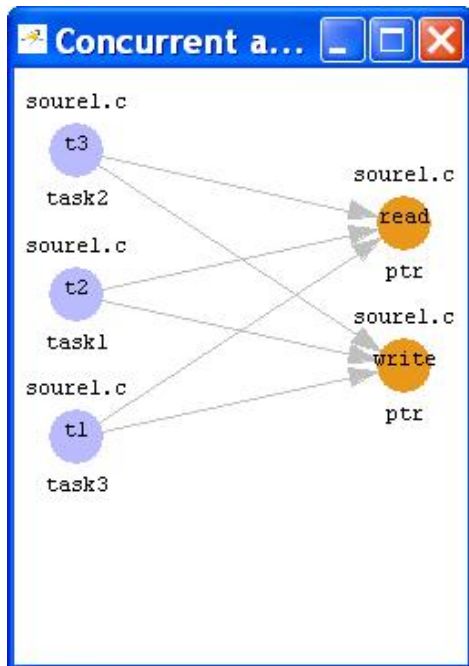 Concurrent a...
sourel.c
t3
task2
sourel.c
read
ptr
sourel.c
t2
task1
sourel.c
write
ptr
sourel.c
t1
task3